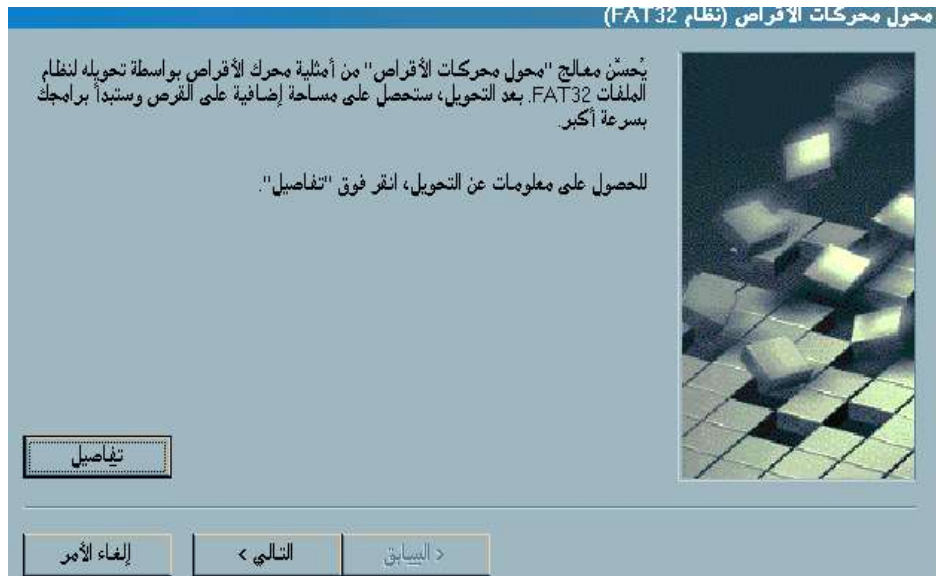 محول محركات الأقراص (نظام FAT32)
يُحسِّن معالج "محول محركات الأقراص" من أمثلية محرك الأقراص بواسطة تحويله لنظام
الملفات FAT32. بعد التحويل، ستحصل على مساحة إضافية على القرص وستبدأ برامجك
بسرعة أكبر.
للحصول على معلومات عن التحويل، انقر فوق "تفاصيل".
تفاصيل
< السابق
التالي >
إلغاء الأمر